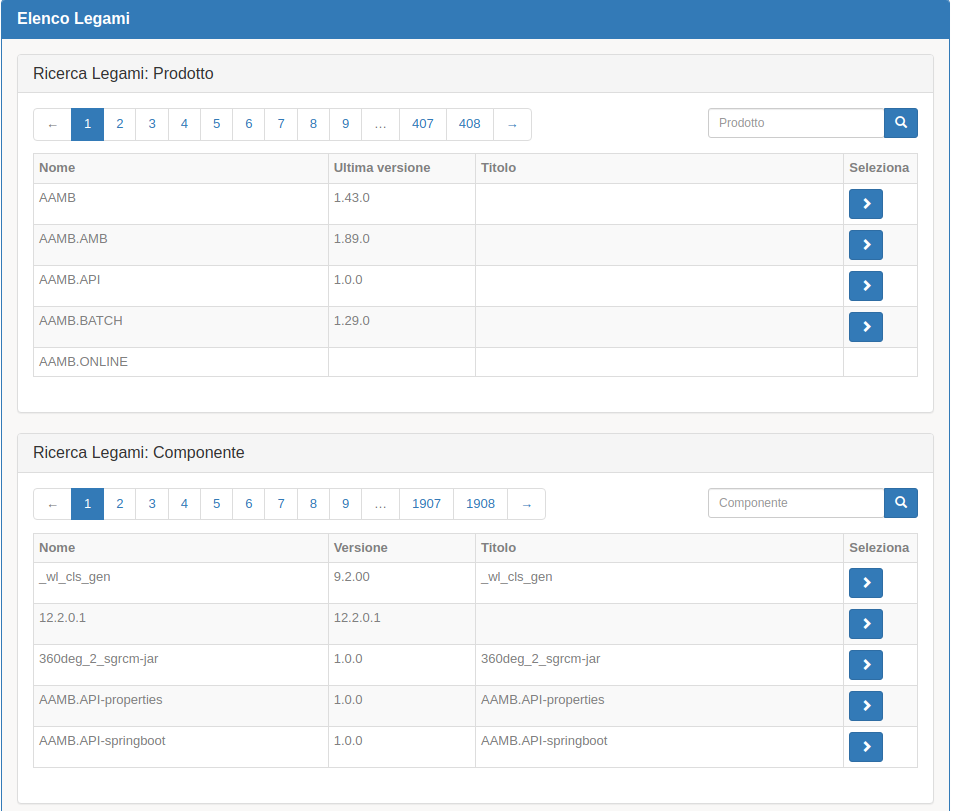 Elenco Legami
Ricerca Legami: Prodotto
← 1 2 3 4 5 6 7 8 9 … 407 408 → Prodotto
Nome Ultima versione Titolo Seleziona
AAMB 1.43.0
AAMB.AMB 1.89.0
AAMB.API 1.0.0
AAMB.BATCH 1.29.0
AAMB.ONLINE
Ricerca Legami: Componente
← 1 2 3 4 5 6 7 8 9 … 1907 1908 → Componente
Nome Versione Titolo Seleziona
_wl_cls_gen 9.2.00 _wl_cls_gen
12.2.0.1 12.2.0.1
360deg_2_sgrcm-jar 1.0.0 360deg_2_sgrcm-jar
AAMB.API-properties 1.0.0 AAMB.API-properties
AAMB.API-springboot 1.0.0 AAMB.API-springboot